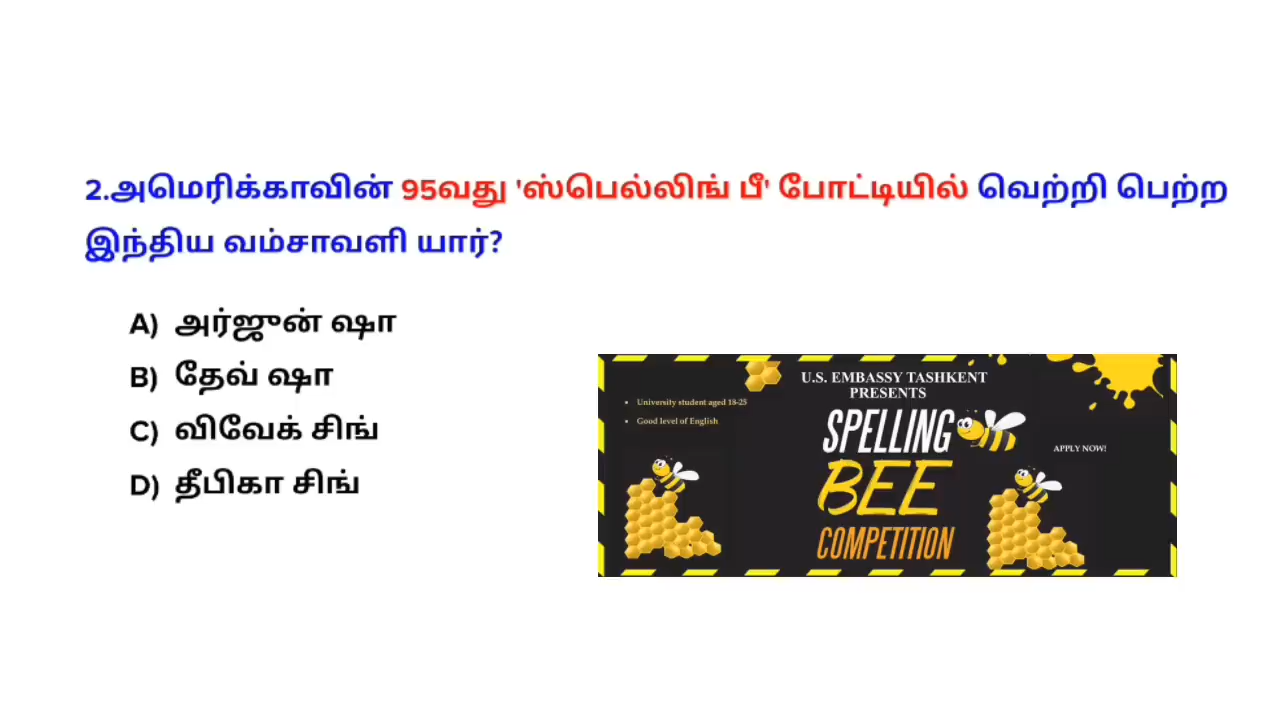 2.அமெரிக்காவின் 95வது 'ஸ்பெல்லிங் பீ' போட்டியில் வெற்றி பெற்ற
இந்திய வம்சாவளி யார்?
A) அர்ஜுன் ஷா
B) தேவ் ஷா
C) விவேக் சிங்
D) தீபிகா சிங்
U.S. EMBASSY TASHKENT
PRESENTS
• University student aged 18-25
• Good level of English
SPELLING
BEE
COMPETITION
APPLY NOW!